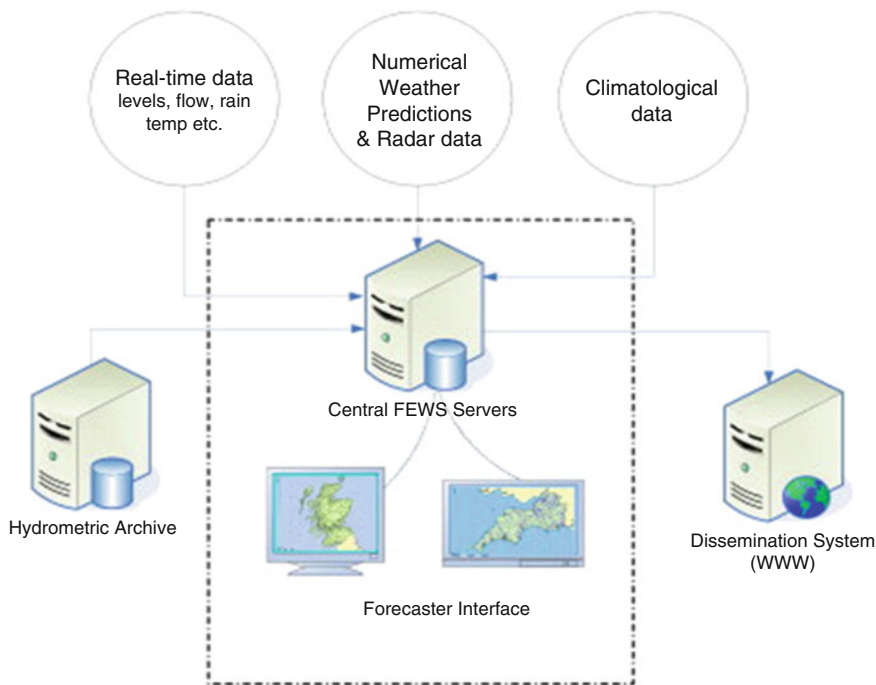 Real-time data
levels, flow, rain
temp etc.
Numerical
Weather
Predictions
& Radar data
Climatological
data
Central FEWS Servers
Hydrometric Archive
Dissemination System
(WWW)
Forecaster Interface